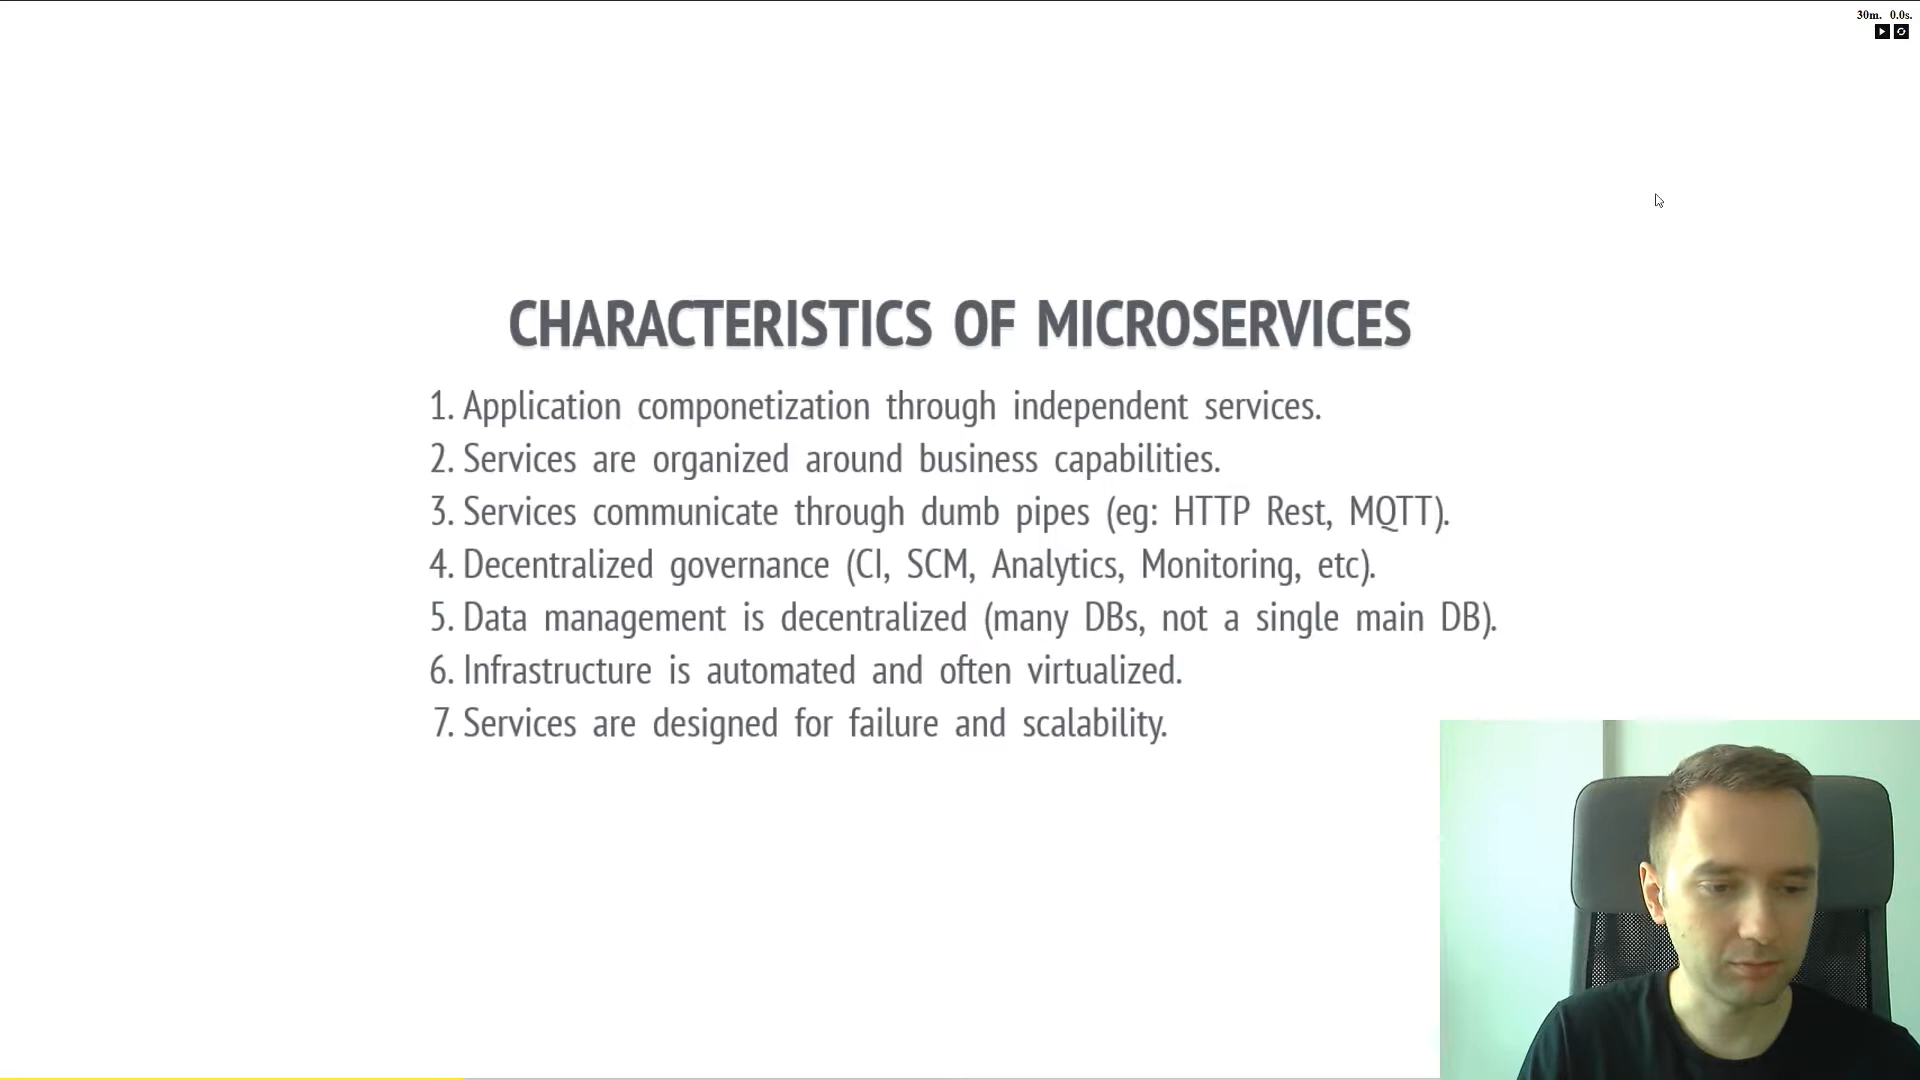 30m. 0.0s.
CHARACTERISTICS OF MICROSERVICES
1. Application componetization through independent services.
2. Services are organized around business capabilities.
3. Services communicate through dumb pipes (eg: HTTP Rest, MQTT).
4. Decentralized governance (CI, SCM, Analytics, Monitoring, etc).
5. Data management is decentralized (many DBs, not a single main DB).
6. Infrastructure is automated and often virtualized.
7. Services are designed for failure and scalability.